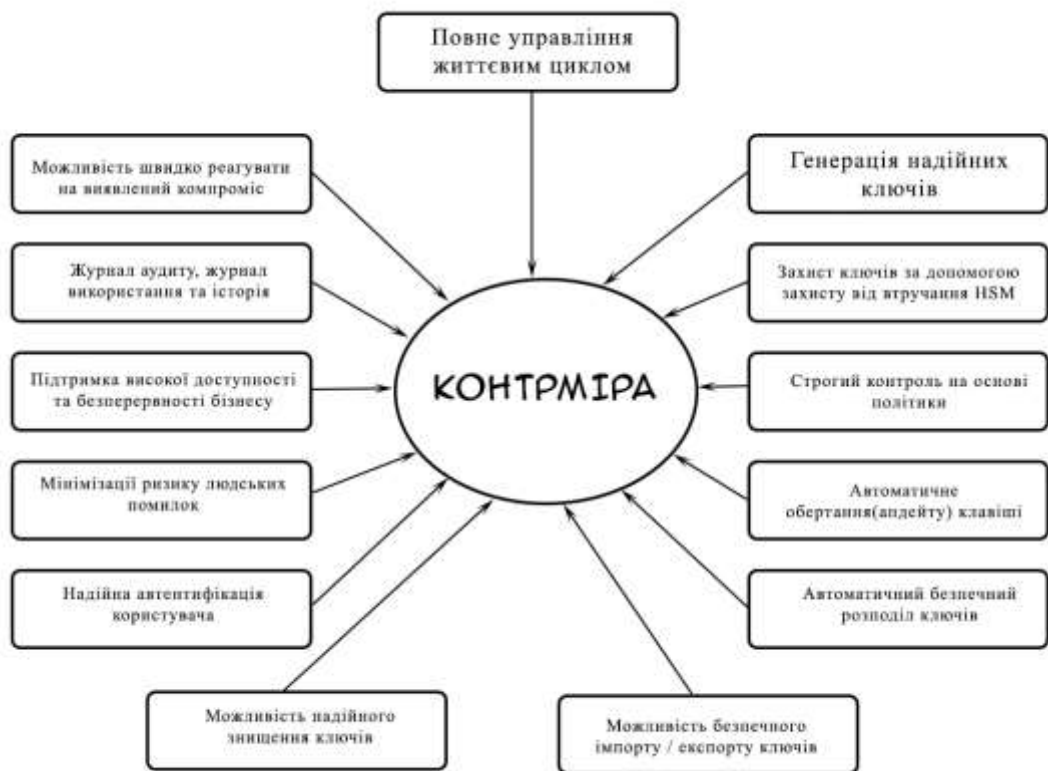 Повне управління
життєвим циклом
Можливість швидко реагувати
на виявлений компроміс
Генерація надійних
ключів
Журнал аудиту, журнал
використання та історія
Захист ключів за допомогою
захисту від втручання HSM
Підтримка високої доступності
та безперервності бізнесу
КОНТРМІРА
Строгий контроль на основі
політики
Мінімізації ризику людських
помилок
Автоматичне
обертання(апдейту) клавіші
Надійна автентифікація
користувача
Автоматичний безпечний
розподіл ключів
Можливість надійного
знищення ключів
Можливість безпечного
імпорту / експорту ключів